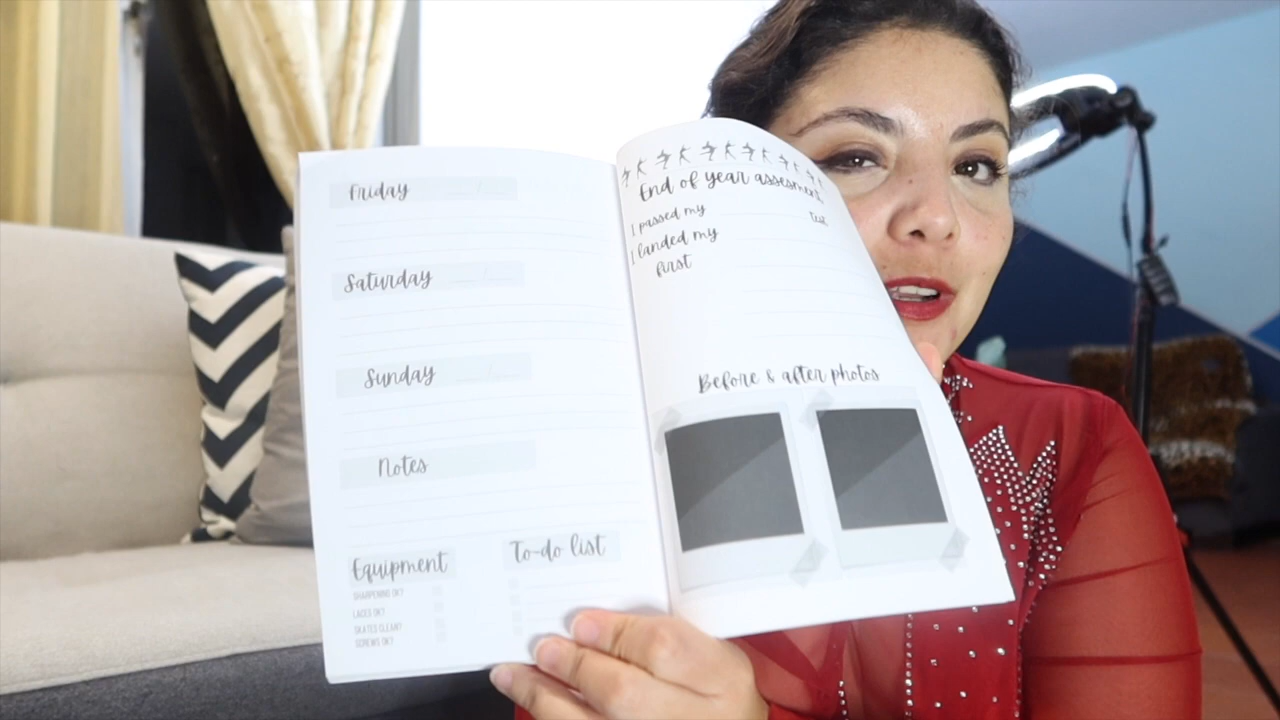 Friday
Saturday
Sunday
Notes
Equipment
SHARPENING OK?
LACES OK?
SKATES CLEAN?
SCREWS OK?
To-do list
End of year assesment
I passed my Test
I landed my
first
Before & after photos